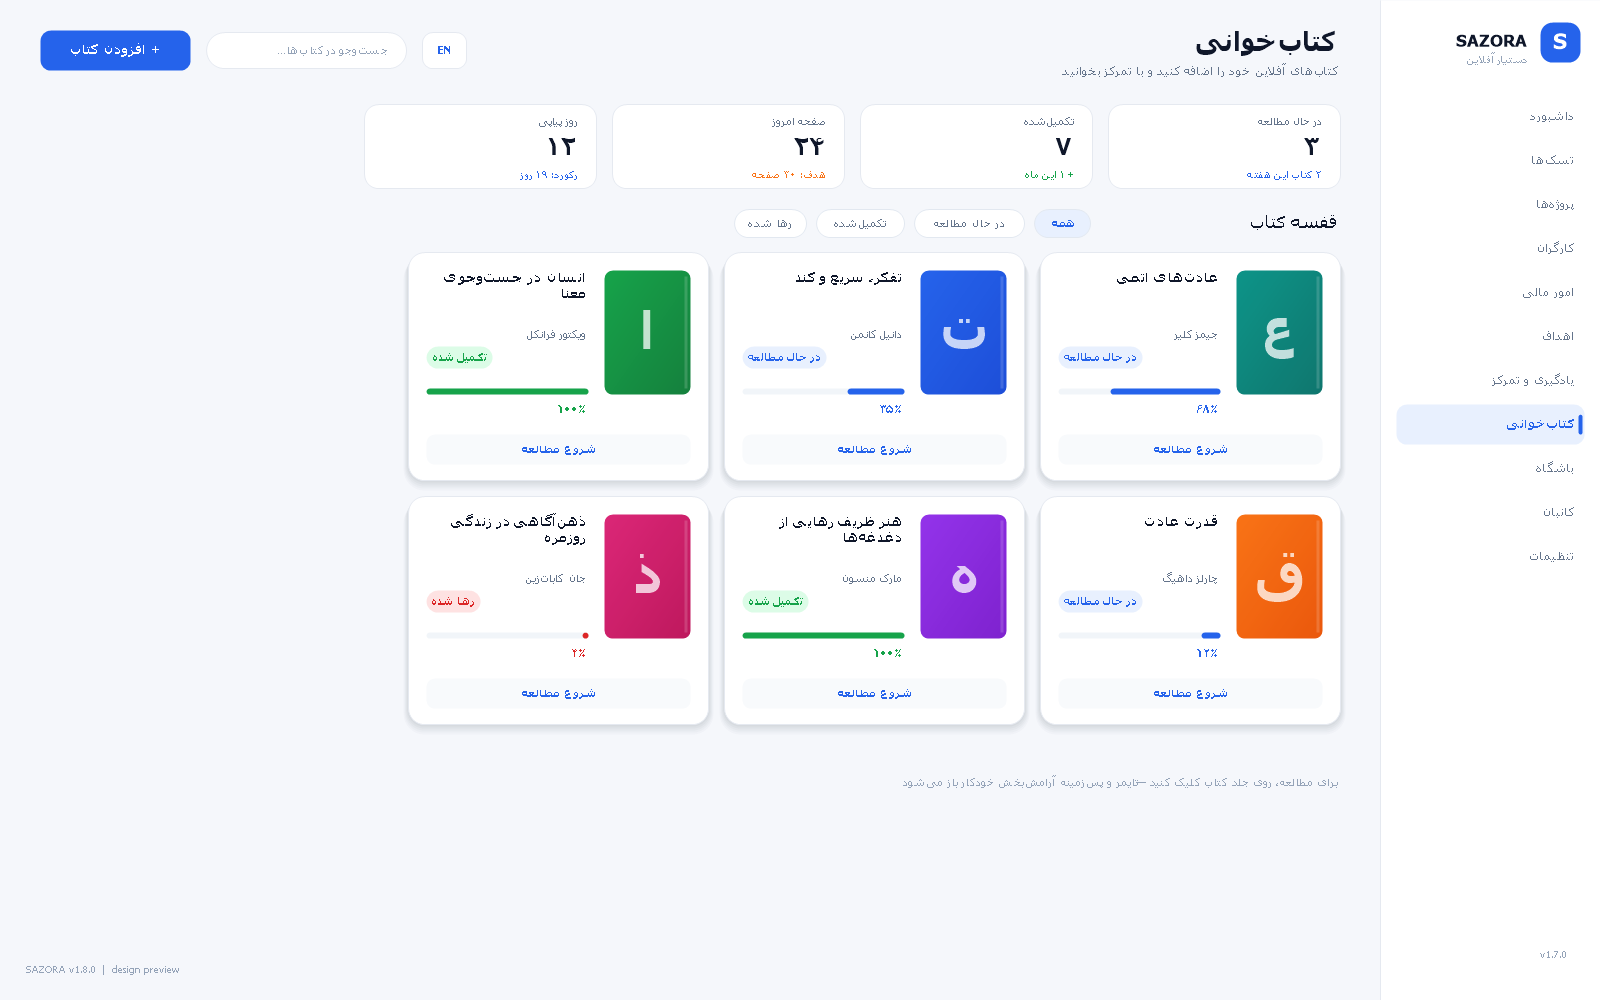 S
SAZORA
دستیار آفلاین
داشبورد
تسک‌ها
پروژه‌ها
کارگران
امور مالی
اهداف
یادگیری و تمرکز
کتاب‌خوانی
باشگاه
کانبان
تنظیمات
v1.7.0
کتاب‌خوانی
کتاب‌های آفلاین خود را اضافه کنید و با تمرکز بخوانید
EN
جست‌وجو در کتاب‌ها...
+ افزودن کتاب
در حال مطالعه
۳
۲ کتاب این هفته
تکمیل‌شده
۷
+۱ این ماه
صفحه امروز
۲۴
هدف: ۳۰ صفحه
روز پیاپی
۱۲
رکورد: ۱۹ روز
قفسه کتاب
همه
در حال مطالعه
تکمیل‌شده
رها شده
ع
عادت‌های اتمی
جیمز کلیر
در حال مطالعه
۶۸٪
شروع مطالعه
ت
تفکر، سریع و کند
دانیل کانمن
در حال مطالعه
۳۵٪
شروع مطالعه
ا
انسان در جست‌وجوی
معنا
ویکتور فرانکل
تکمیل شده
۱۰۰٪
شروع مطالعه
ق
قدرت عادت
چارلز داهیگ
در حال مطالعه
۱۲٪
شروع مطالعه
ه
هنر ظریف رهایی از
دغدغه‌ها
مارک منسون
تکمیل شده
۱۰۰٪
شروع مطالعه
ذ
ذهن‌آگاهی در زندگی
روزمره
جان کابات‌زین
رها شده
۴٪
شروع مطالعه
برای مطالعه، روی جلد کتاب کلیک کنید —تایمر و پس‌زمینه آرامش‌بخش خودکار باز می‌شود
SAZORA v1.8.0 | design preview